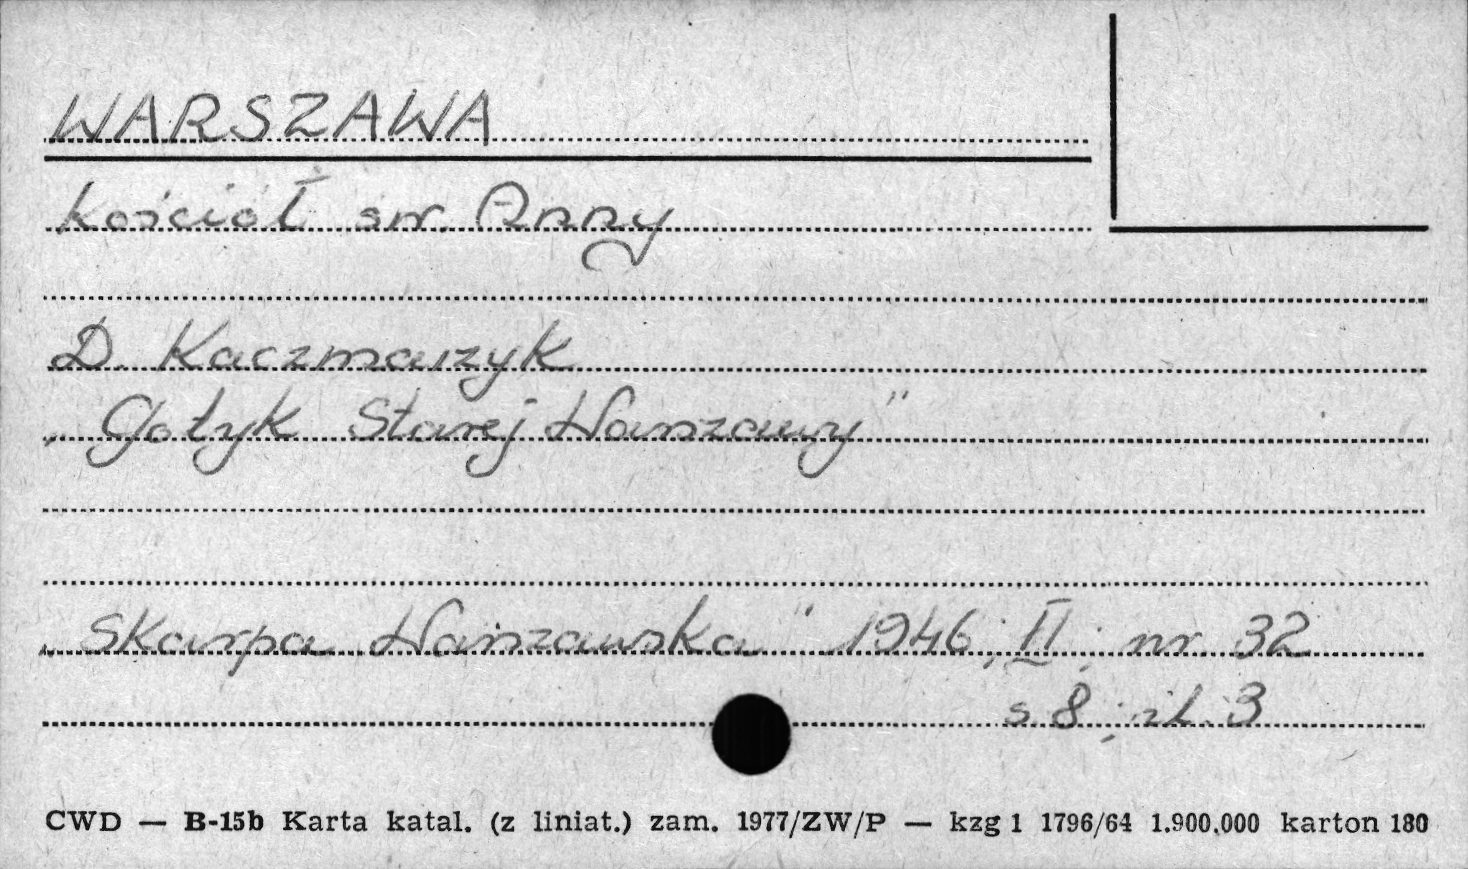 WARSZAWA
kościół św. Anny
D. Kaczmarzyk
„Gotyk Starej Warszawy"
„Skarpa Warszawska" 1946; II; nr. 32
s. 8; il. 3
CWD — B-15b Karta katal. (z liniat.) zam. 1977/ZW/P — kzg 1 1796/64 1.900.000 karton 180